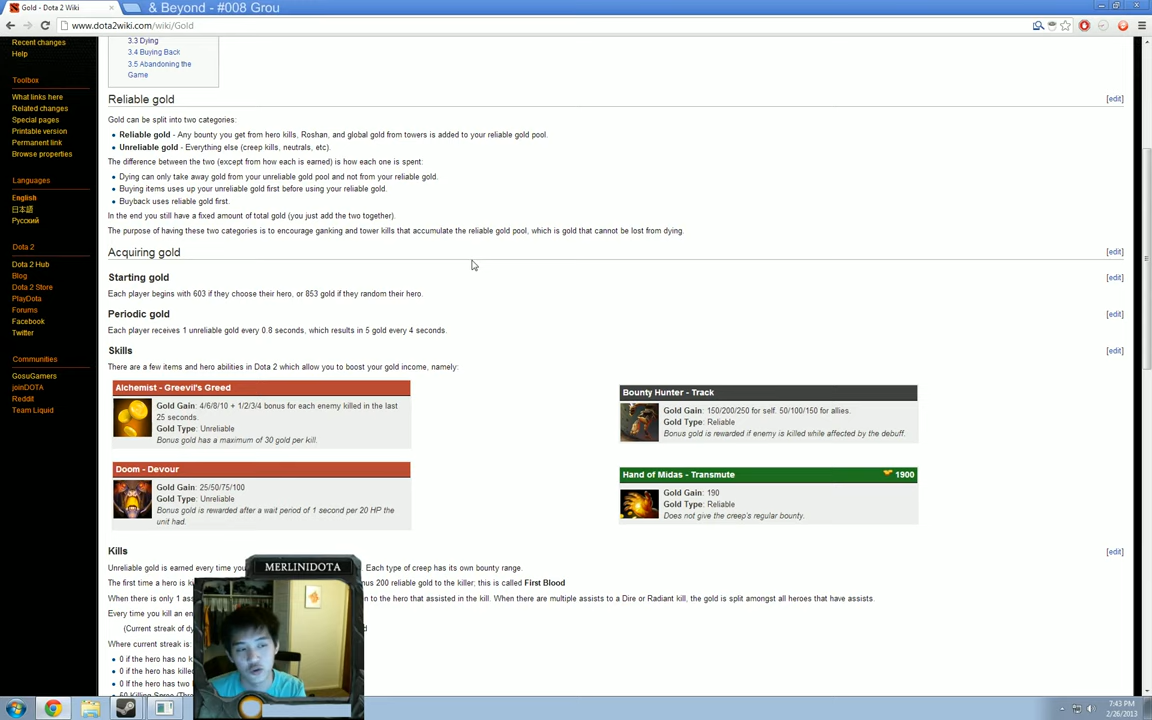 Gold - Dota 2 Wiki
& Beyond - #008 Grou
www.dota2wiki.com/wiki/Gold
Recent changes
Help
Toolbox
What links here
Related changes
Special pages
Printable version
Permanent link
Browse properties
Languages
English
日本語
Русский
Dota 2
Dota 2 Hub
Blog
Dota 2 Store
PlayDota
Forums
Facebook
Twitter
Communities
GosuGamers
joinDOTA
Reddit
Team Liquid
3.3 Dying
3.4 Buying Back
3.5 Abandoning the
Game
Reliable gold
[edit]
Gold can be split into two categories:
Reliable gold - Any bounty you get from hero kills, Roshan, and global gold from towers is added to your reliable gold pool.
Unreliable gold - Everything else (creep kills, neutrals, etc).
The difference between the two (except from how each is earned) is how each one is spent:
Dying can only take away gold from your unreliable gold pool and not from your reliable gold.
Buying items uses up your unreliable gold first before using your reliable gold.
Buyback uses reliable gold first.
In the end you still have a fixed amount of total gold (you just add the two together).
The purpose of having these two categories is to encourage ganking and tower kills that accumulate the reliable gold pool, which is gold that cannot be lost from dying.
Acquiring gold
[edit]
Starting gold
[edit]
Each player begins with 603 if they choose their hero, or 853 gold if they random their hero.
Periodic gold
[edit]
Each player receives 1 unreliable gold every 0.8 seconds, which results in 5 gold every 4 seconds.
Skills
[edit]
There are a few items and hero abilities in Dota 2 which allow you to boost your gold income, namely:
Alchemist - Greevil's Greed
Gold Gain: 4/6/8/10 + 1/2/3/4 bonus for each enemy killed in the last
25 seconds.
Gold Type: Unreliable
Bonus gold has a maximum of 30 gold per kill.
Bounty Hunter - Track
Gold Gain: 150/200/250 for self. 50/100/150 for allies.
Gold Type: Reliable
Bonus gold is rewarded if enemy is killed while affected by the debuff.
Doom - Devour
Gold Gain: 25/50/75/100
Gold Type: Unreliable
Bonus gold is rewarded after a wait period of 1 second per 20 HP the
unit had.
Hand of Midas - Transmute
1900
Gold Gain: 190
Gold Type: Reliable
Does not give the creep's regular bounty.
Kills
[edit]
Unreliable gold is earned every time you
Each type of creep has its own bounty range.
The first time a hero is
nus 200 reliable gold to the killer; this is called First Blood
When there is only 1 ass
n to the hero that assisted in the kill. When there are multiple assists to a Dire or Radiant kill, the gold is split amongst all heroes that have assists.
Every time you kill an en
(Current streak of dy
d
Where current streak is:
0 if the hero has no k
0 if the hero has killed
0 If the hero has two
MERLINIDOTA
7:43 PM
2/26/2013